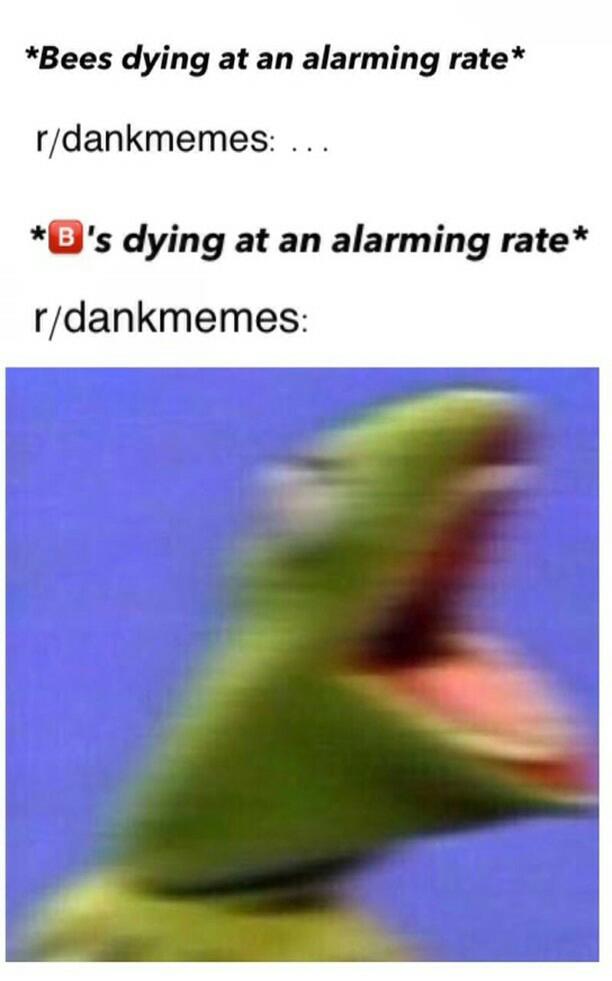 *Bees dying at an alarming rate*
r/dankmemes: ...
*🅱️'s dying at an alarming rate*
r/dankmemes: